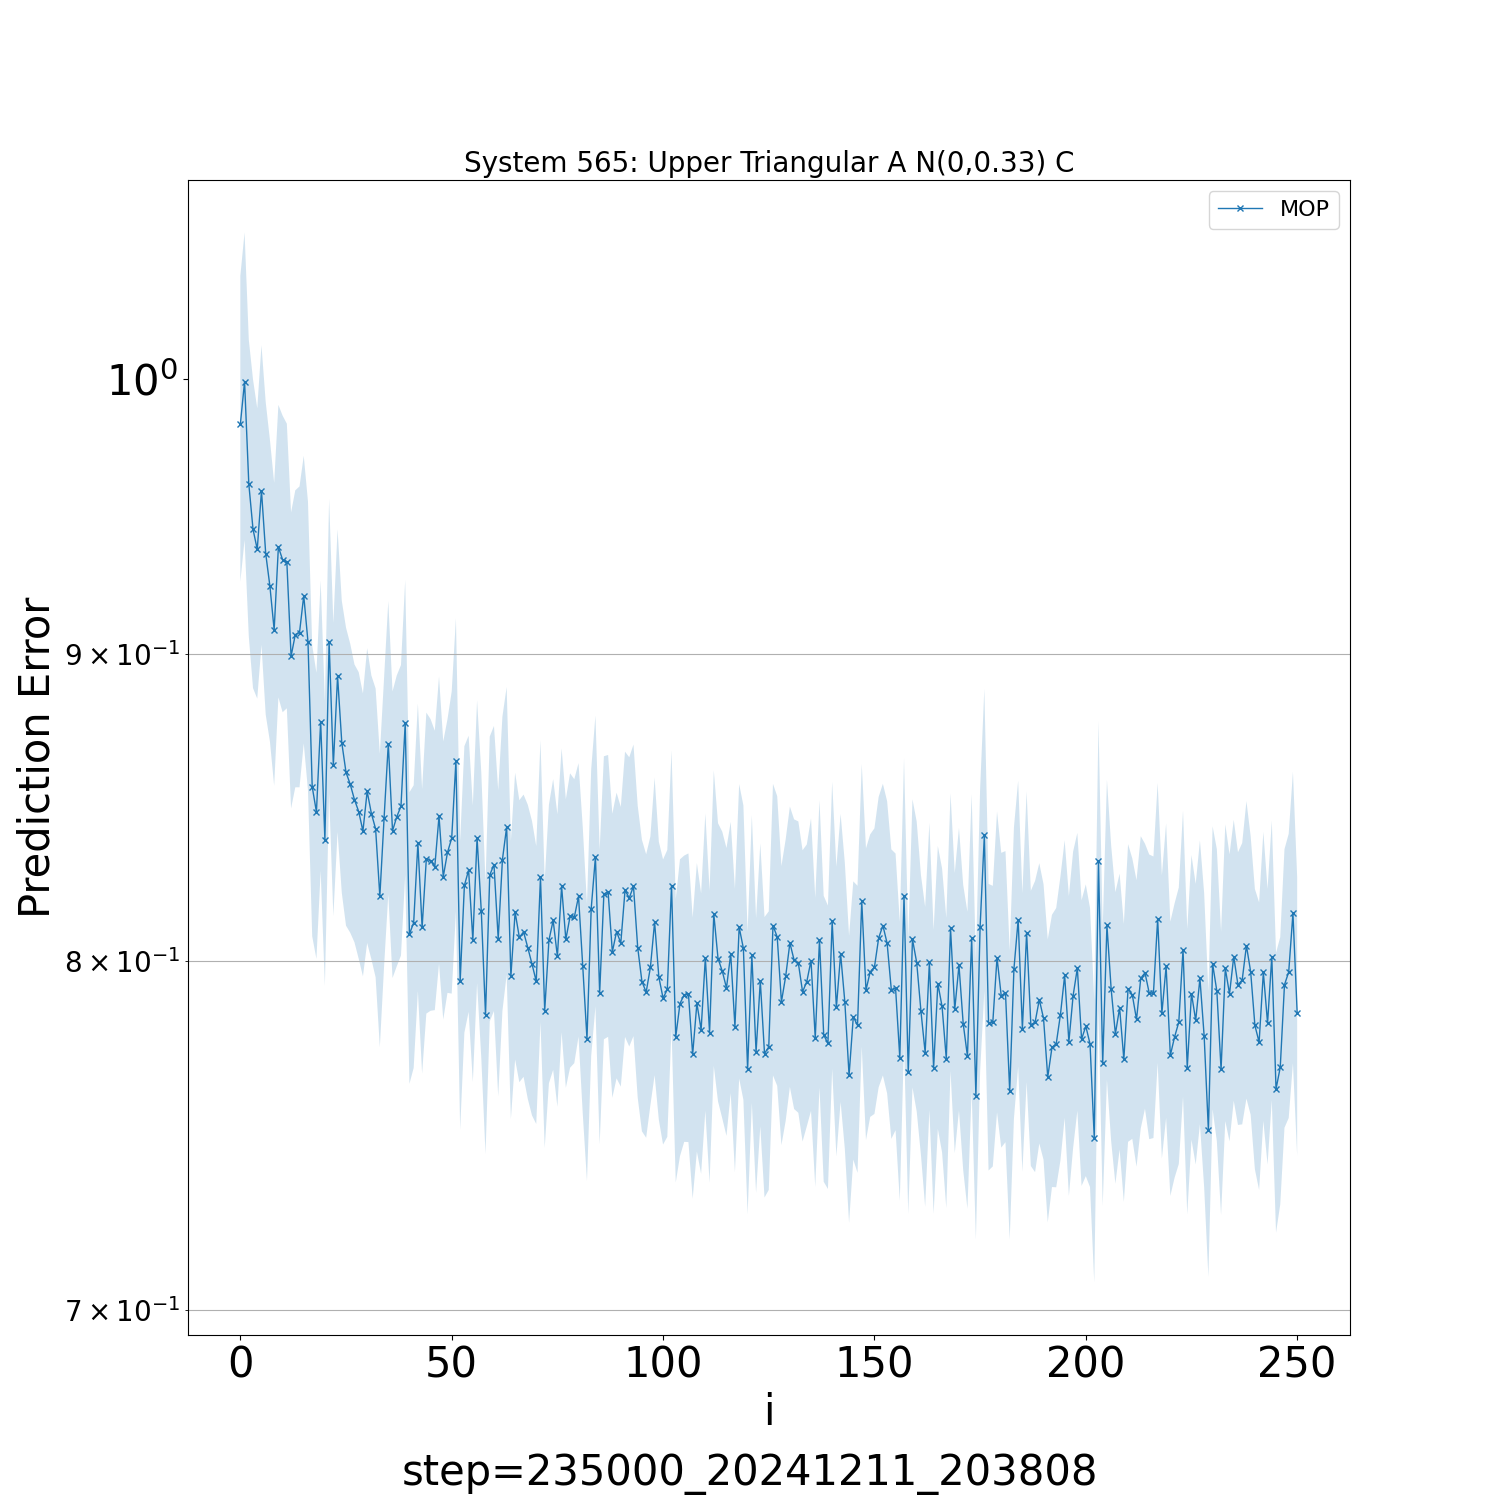 System 565: Upper Triangular A N(0,0.33) C
MOP
10⁰
9 × 10⁻¹
8 × 10⁻¹
7 × 10⁻¹
Prediction Error
0 50 100 150 200 250
i
step=235000_20241211_203808